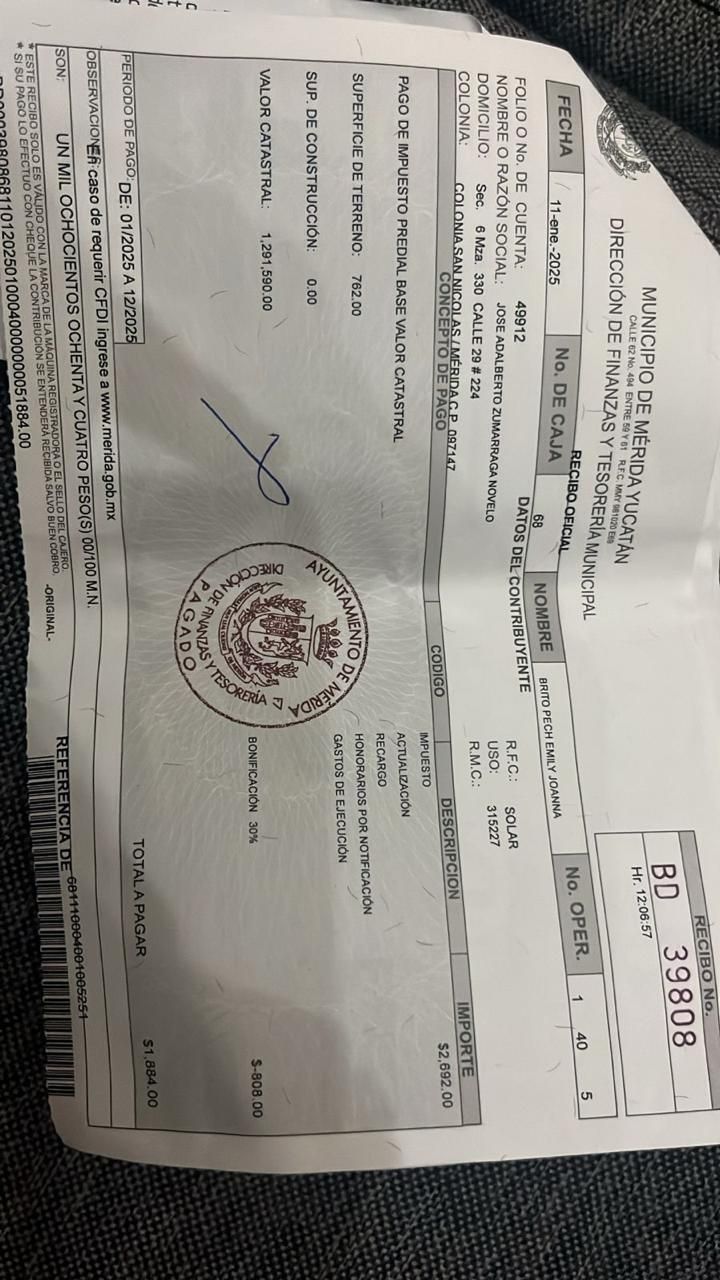 MUNICIPIO DE MÉRIDA YUCATÁN
CALLE 62 No. 494 ENTRE 59 Y 61 R.F.C. MMY 981020 E69
DIRECCIÓN DE FINANZAS Y TESORERÍA MUNICIPAL
RECIBO No.
BD 39808
Hr. 12:06:57
RECIBO OFICIAL
FECHA 11-ene.-2025 No. DE CAJA 68 NOMBRE BRITO PECH EMILY JOANNA No. OPER. 1 40 5
DATOS DEL CONTRIBUYENTE
FOLIO O No. DE CUENTA: 49912 R.F.C.:
NOMBRE O RAZÓN SOCIAL: JOSE ADALBERTO ZUMARRAGA NOVELO USO: SOLAR
DOMICILIO: Sec. 6 Mza. 330 CALLE 29 # 224 R.M.C.: 315227
COLONIA: COLONIA SAN NICOLAS / MÉRIDA C.P. 097147
CONCEPTO DE PAGO CODIGO DESCRIPCION IMPORTE
IMPUESTO $2,692.00
PAGO DE IMPUESTO PREDIAL BASE VALOR CATASTRAL ACTUALIZACIÓN
RECARGO
SUPERFICIE DE TERRENO: 762.00 HONORARIOS POR NOTIFICACIÓN
GASTOS DE EJECUCIÓN
SUP. DE CONSTRUCCIÓN: 0.00
VALOR CATASTRAL: 1,291,590.00 BONIFICACIÓN 30% $-808.00
AYUNTAMIENTO DE MÉRIDA
DIRECCIÓN DE FINANZAS Y TESORERÍA
PAGADO
PERIODO DE PAGO: DE: 01/2025 A 12/2025 TOTAL A PAGAR $1,884.00
OBSERVACIONES: En caso de requerir CFDI ingrese a www.merida.gob.mx
SON: UN MIL OCHOCIENTOS OCHENTA Y CUATRO PESO(S) 00/100 M.N.
REFERENCIA DE 681110004001005251
* ESTE RECIBO SOLO ES VÁLIDO CON LA MARCA DE LA MÁQUINA REGISTRADORA O EL SELLO DEL CAJERO.
* SI SU PAGO LO EFECTUO CON CHEQUE LA CONTRIBUCIÓN SE ENTENDERÁ RECIBIDA SALVO BUEN COBRO. -ORIGINAL-